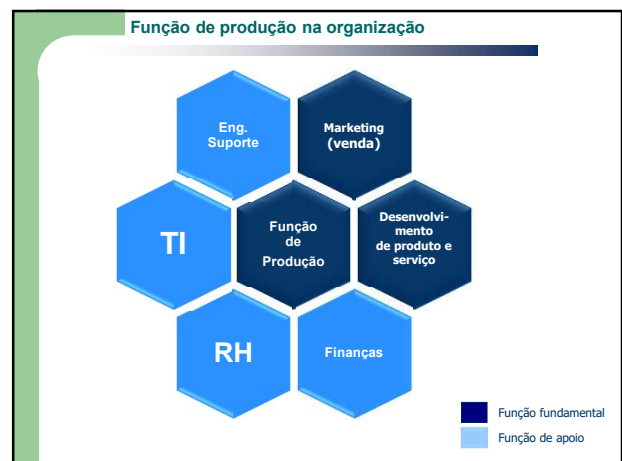 Função de produção na organização
Eng.
Suporte
Marketing
(venda)
TI
Função
de
Produção
Desenvolvi-
mento
de produto e
serviço
RH
Finanças
Função fundamental
Função de apoio